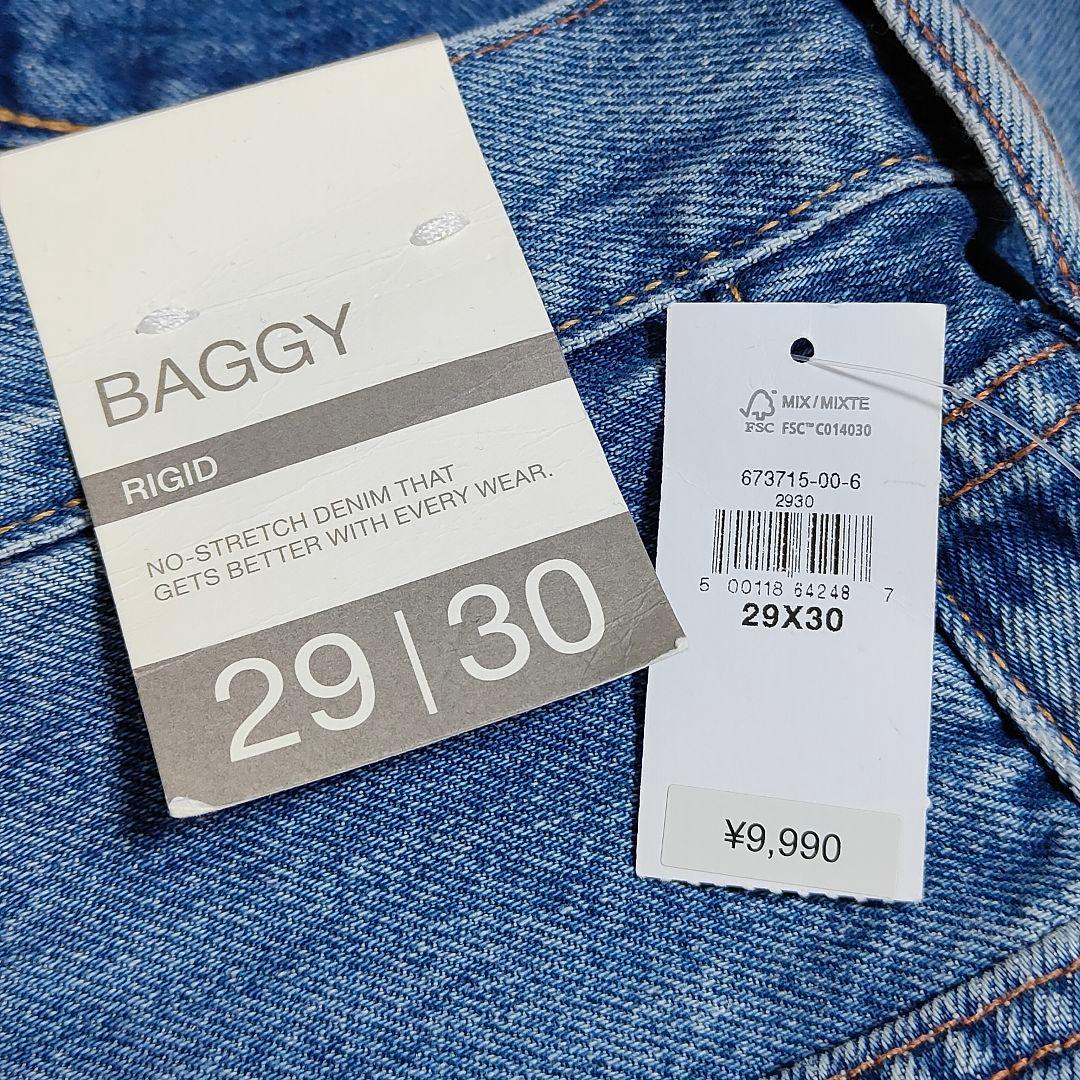 BAGGY
RIGID
NO-STRETCH DENIM THAT
GETS BETTER WITH EVERY WEAR.
29|30
MIX/MIXTE
FSC FSC™ C014030
673715-00-6
2930
5 00118 64248 7
29X30
¥9,990